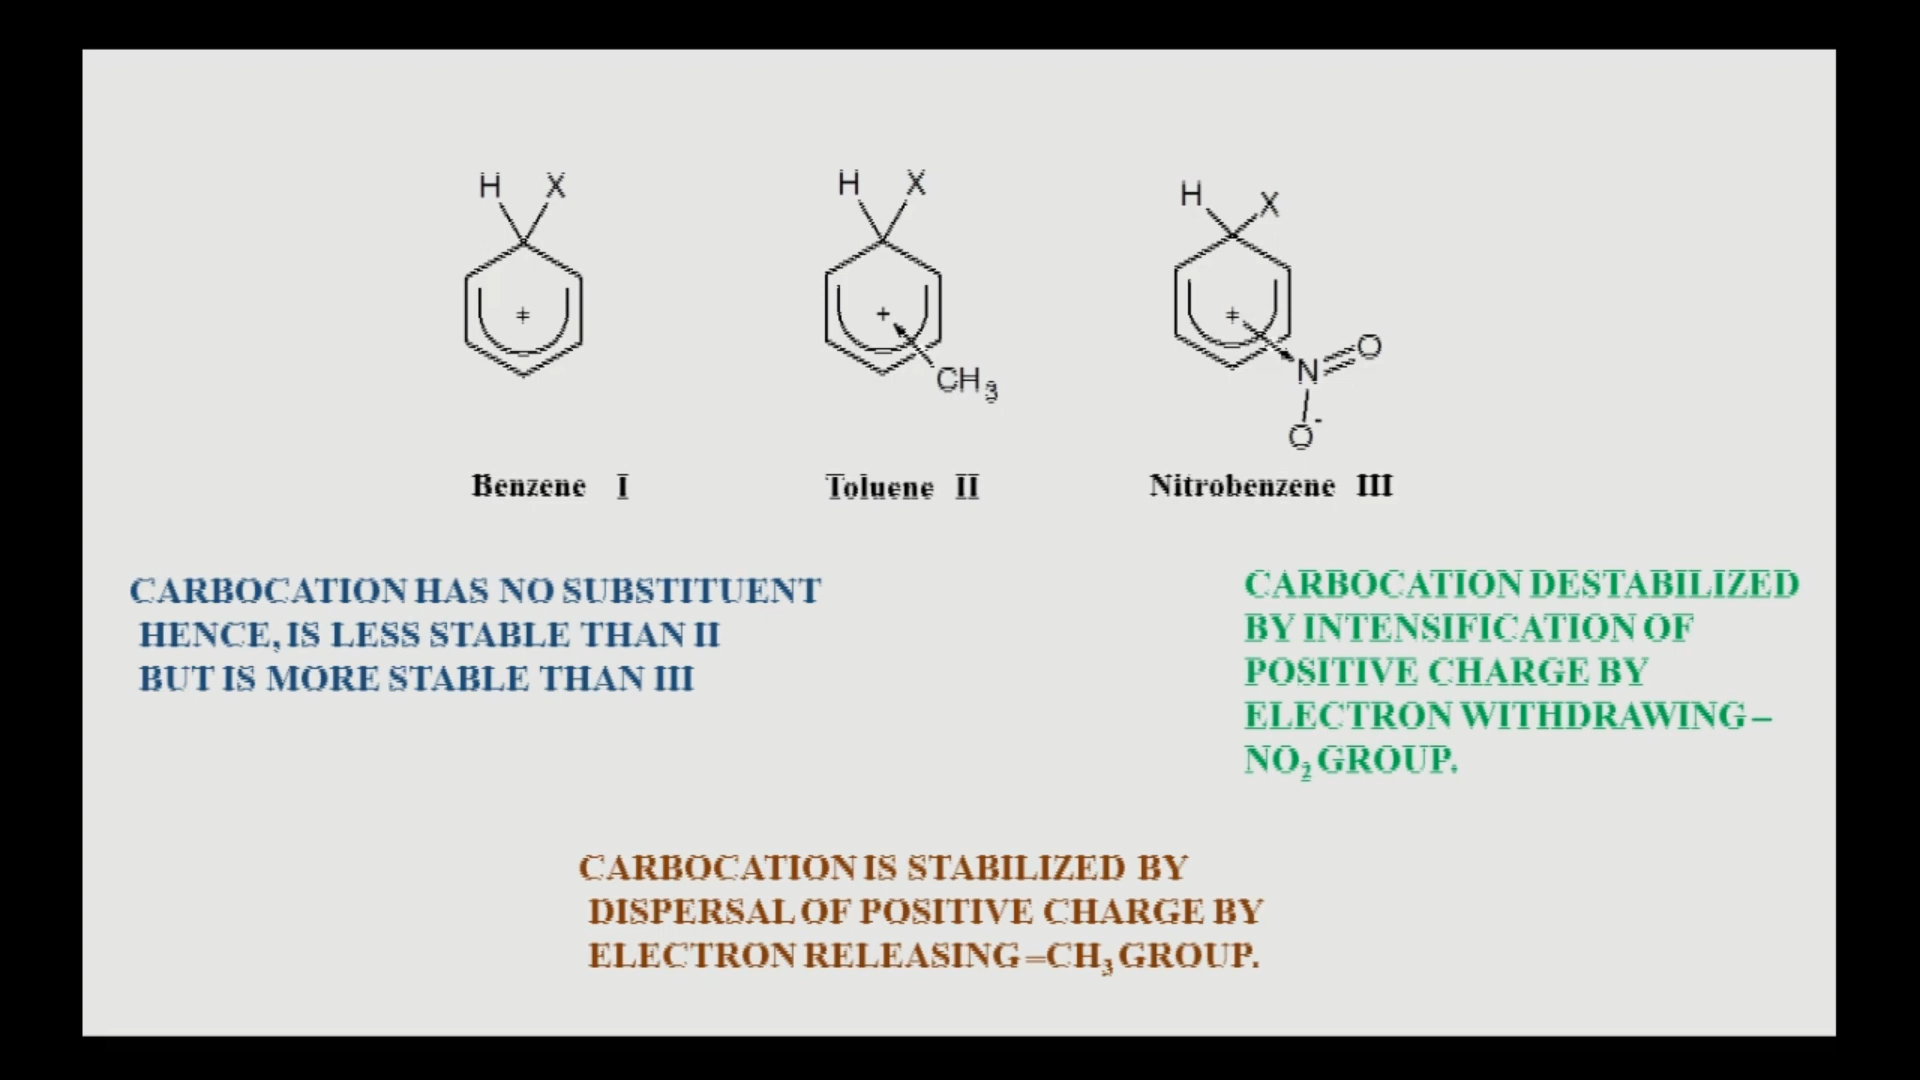 H X
H X
H X
+
+
+
CH3
N
O
O-
Benzene I
Toluene II
Nitrobenzene III
CARBOCATION HAS NO SUBSTITUENT
HENCE, IS LESS STABLE THAN II
BUT IS MORE STABLE THAN III
CARBOCATION DESTABILIZED
BY INTENSIFICATION OF
POSITIVE CHARGE BY
ELECTRON WITHDRAWING –
NO2 GROUP.
CARBOCATION IS STABILIZED BY
DISPERSAL OF POSITIVE CHARGE BY
ELECTRON RELEASING –CH3 GROUP.